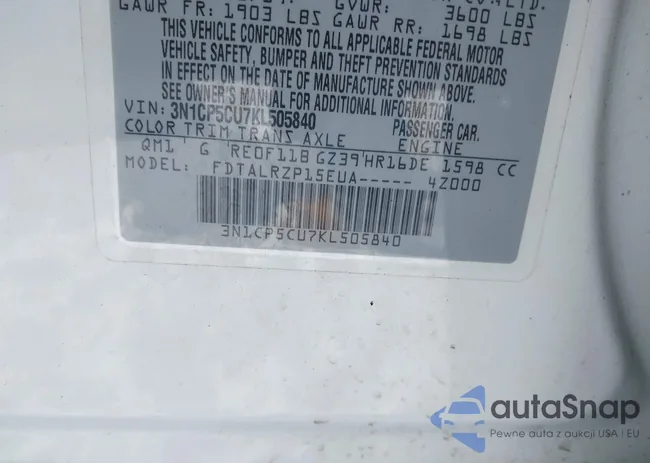 GVWR: 3600 LBS
GAWR FR: 1903 LBS GAWR RR: 1698 LBS
THIS VEHICLE CONFORMS TO ALL APPLICABLE FEDERAL MOTOR
VEHICLE SAFETY, BUMPER AND THEFT PREVENTION STANDARDS
IN EFFECT ON THE DATE OF MANUFACTURE SHOWN ABOVE.
SEE OWNER'S MANUAL FOR ADDITIONAL INFORMATION.
VIN: 3N1CP5CU7KL505840 PASSENGER CAR.
COLOR TRIM TRANS AXLE ENGINE
QM1 G RE0F11B GZ39 HR16DE 1598 CC
MODEL: FDTALRZP15EUA----- 4Z000
3N1CP5CU7KL505840
autaSnap
Pewne auta z aukcji USA i EU